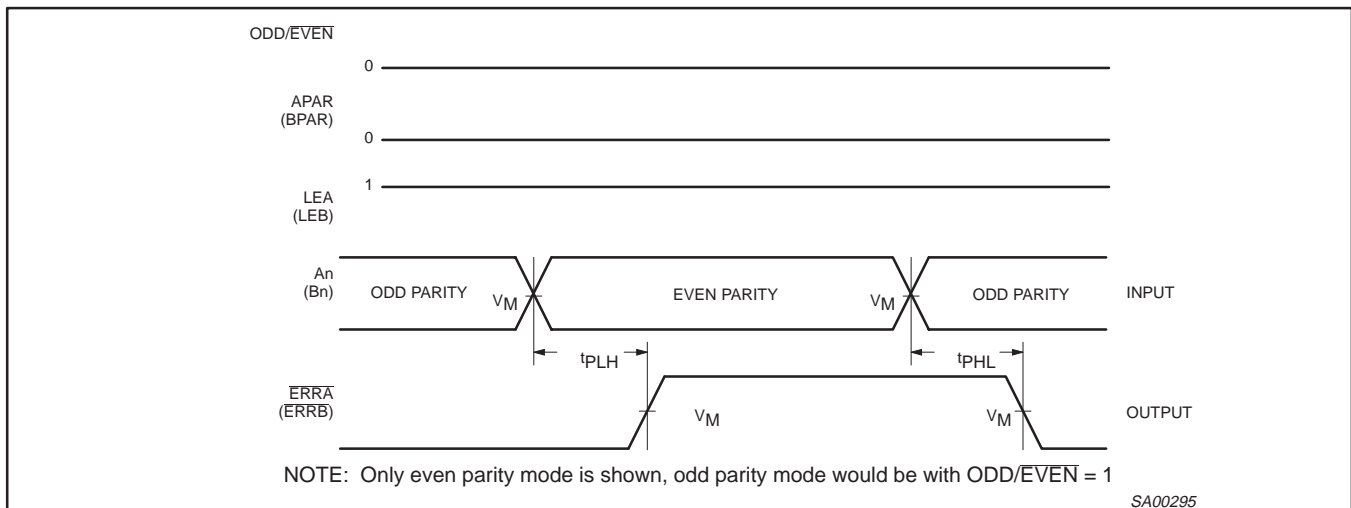 ODD/EVEN
0
APAR
(BPAR)
0
LEA
(LEB)
1
An
(Bn)
ODD PARITY
VM
EVEN PARITY
VM
ODD PARITY
INPUT
tPLH
tPHL
ERRA
(ERRB)
VM
VM
OUTPUT
NOTE: Only even parity mode is shown, odd parity mode would be with ODD/EVEN = 1
SA00295